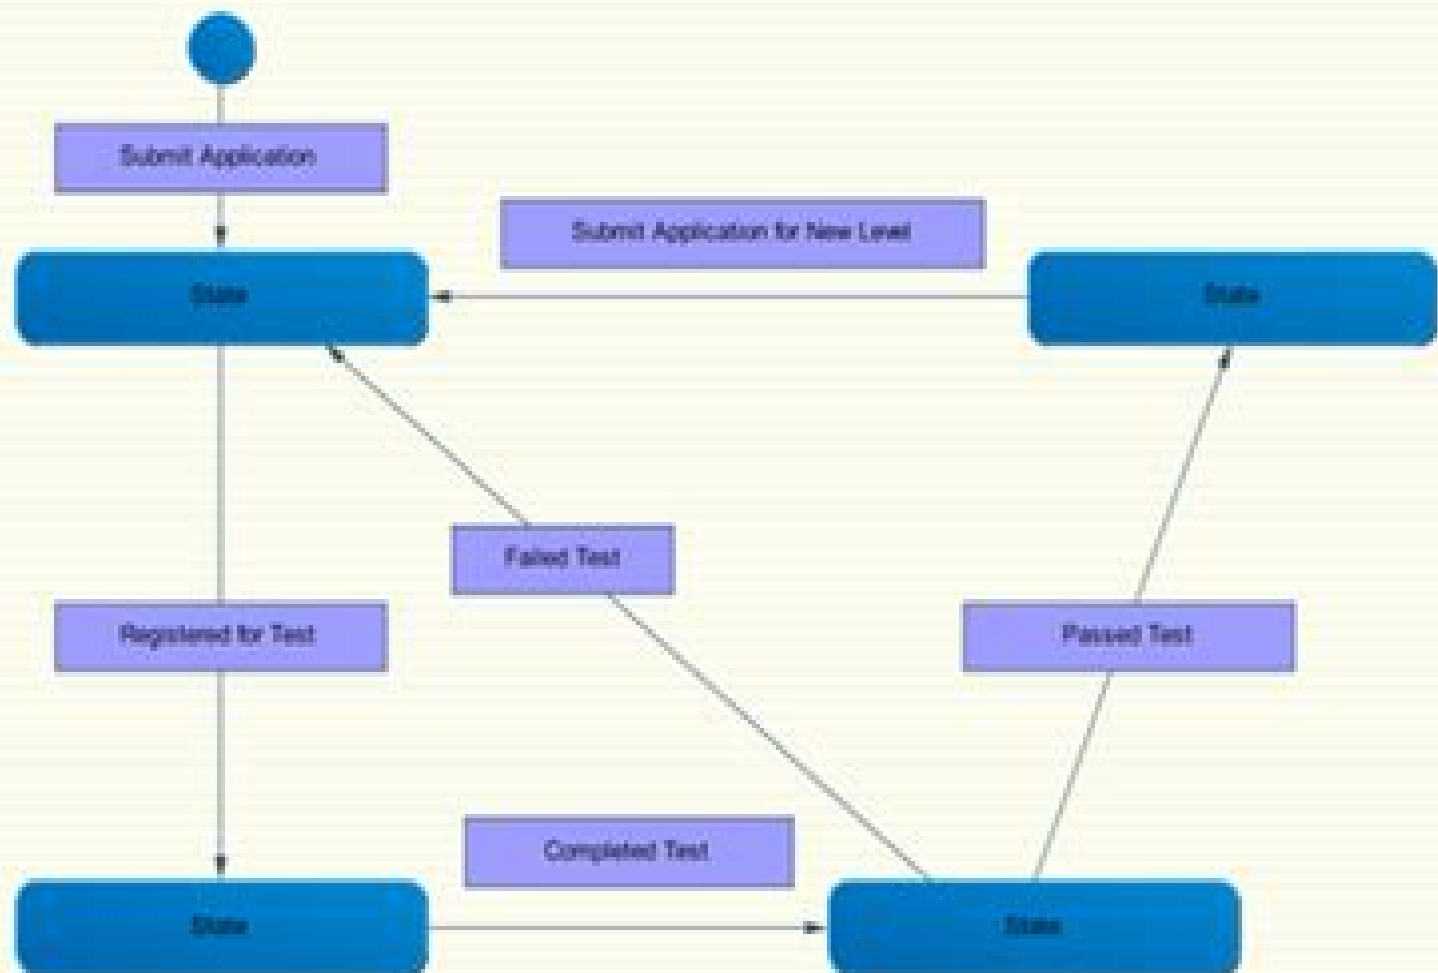 Submit Application
Submit Application for New Level
State
State
Failed Test
Registered for Test
Passed Test
Completed Test
State
State